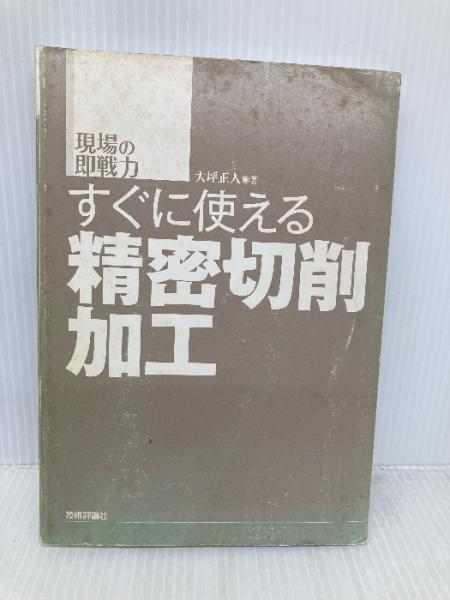 現場の
即戦力
大坪正人●著
すぐに使える
精密切削
加工
技術評論社